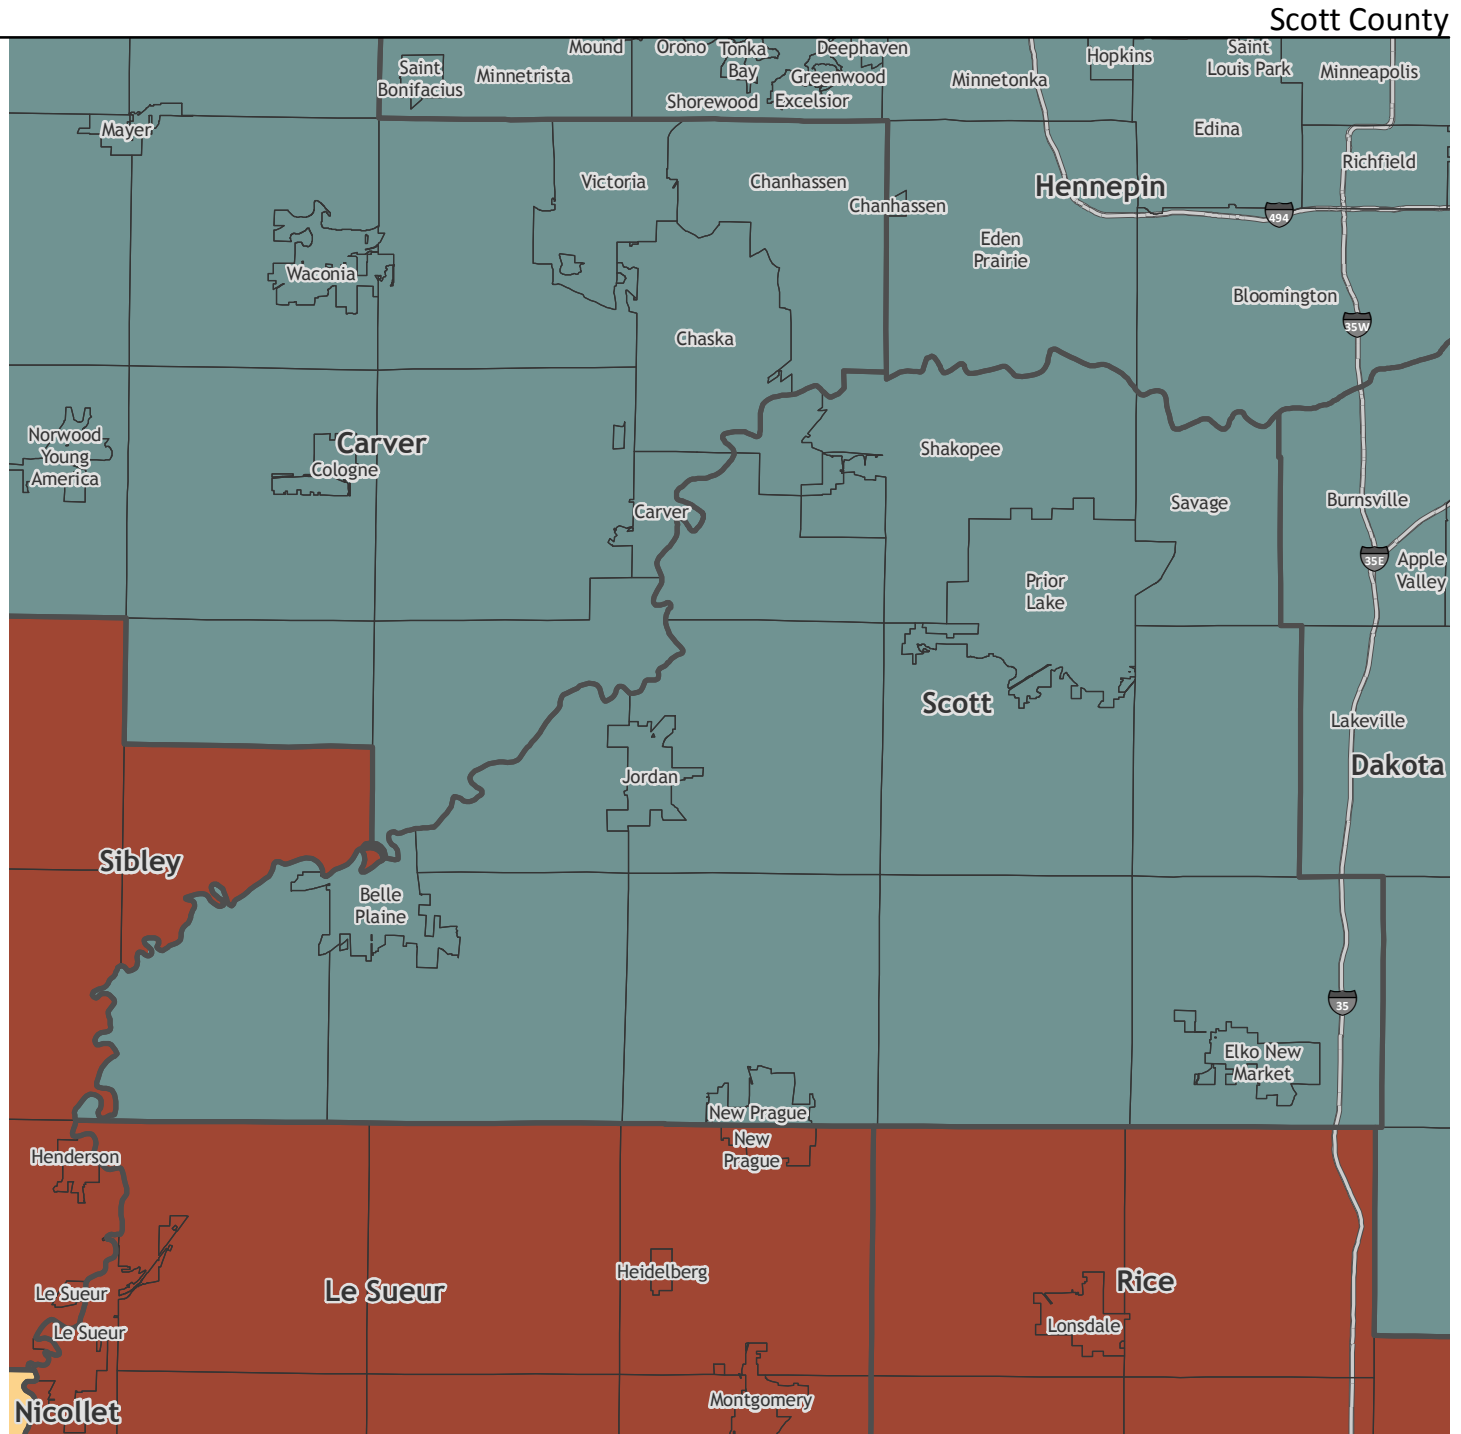 Scott County
Mound
Orono
Tonka
Bay
Deephaven
Hopkins
Saint
Louis Park
Minneapolis
Saint
Bonifacius
Minnetrista
Greenwood
Minnetonka
Shorewood
Excelsior
Mayer
Edina
Richfield
Victoria
Chanhassen
Hennepin
Chanhassen
494
Eden
Prairie
Waconia
Bloomington
35W
Chaska
Norwood
Young
America
Carver
Cologne
Shakopee
Carver
Savage
Burnsville
35E
Apple
Valley
Prior
Lake
Scott
Lakeville
Dakota
Jordan
Sibley
Belle
Plaine
35
Elko New
Market
New Prague
New
Prague
Henderson
Heidelberg
Rice
Le Sueur
Le Sueur
Le Sueur
Lonsdale
Montgomery
Nicollet